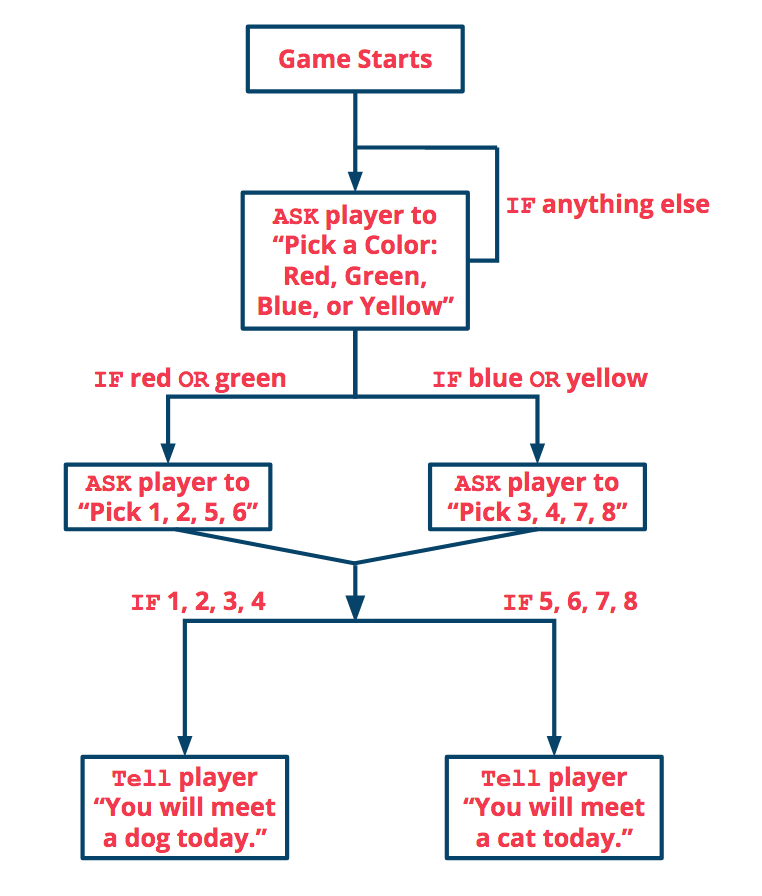 Game Starts
IF anything else
ASK player to
“Pick a Color:
Red, Green,
Blue, or Yellow”
IF red OR green
IF blue OR yellow
ASK player to
“Pick 1, 2, 5, 6”
ASK player to
“Pick 3, 4, 7, 8”
IF 1, 2, 3, 4
IF 5, 6, 7, 8
Tell player
“You will meet
a dog today.”
Tell player
“You will meet
a cat today.”